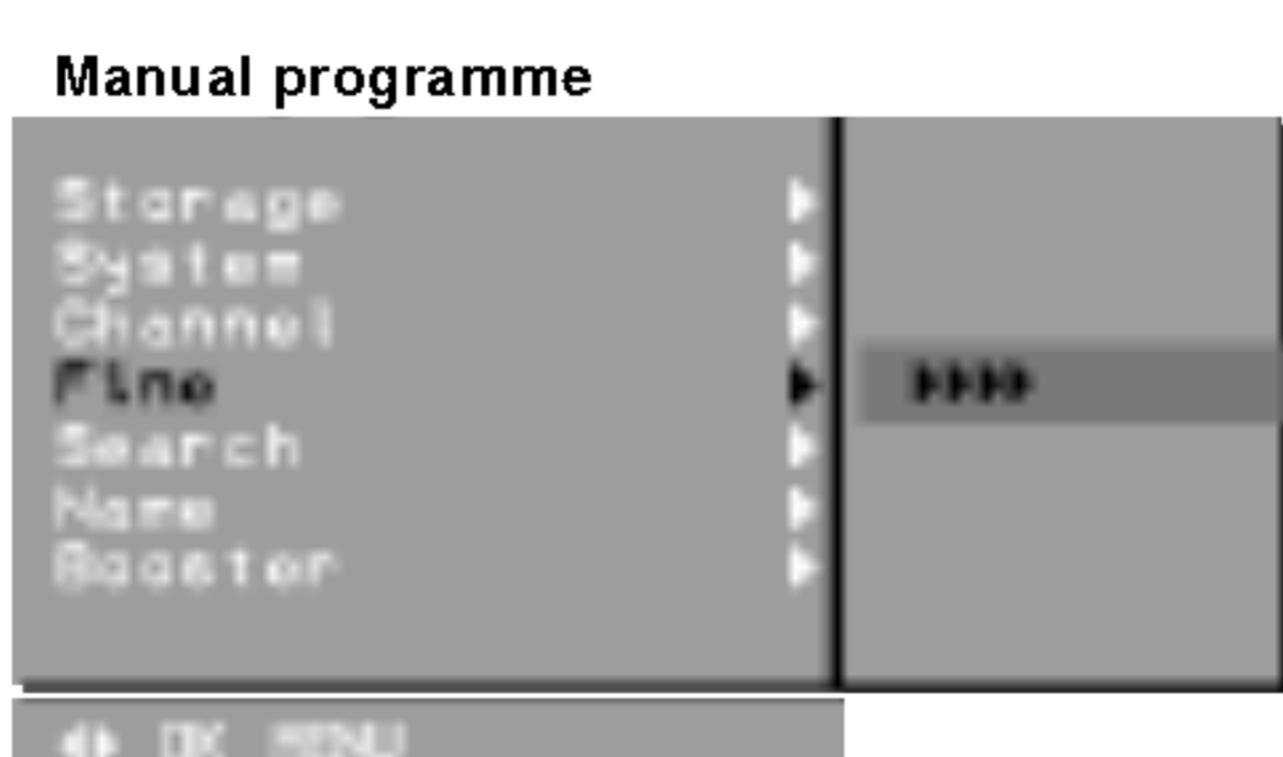 Manual programme
Storage
System
Channel
Fine
Search
Name
Booster
OK MENU